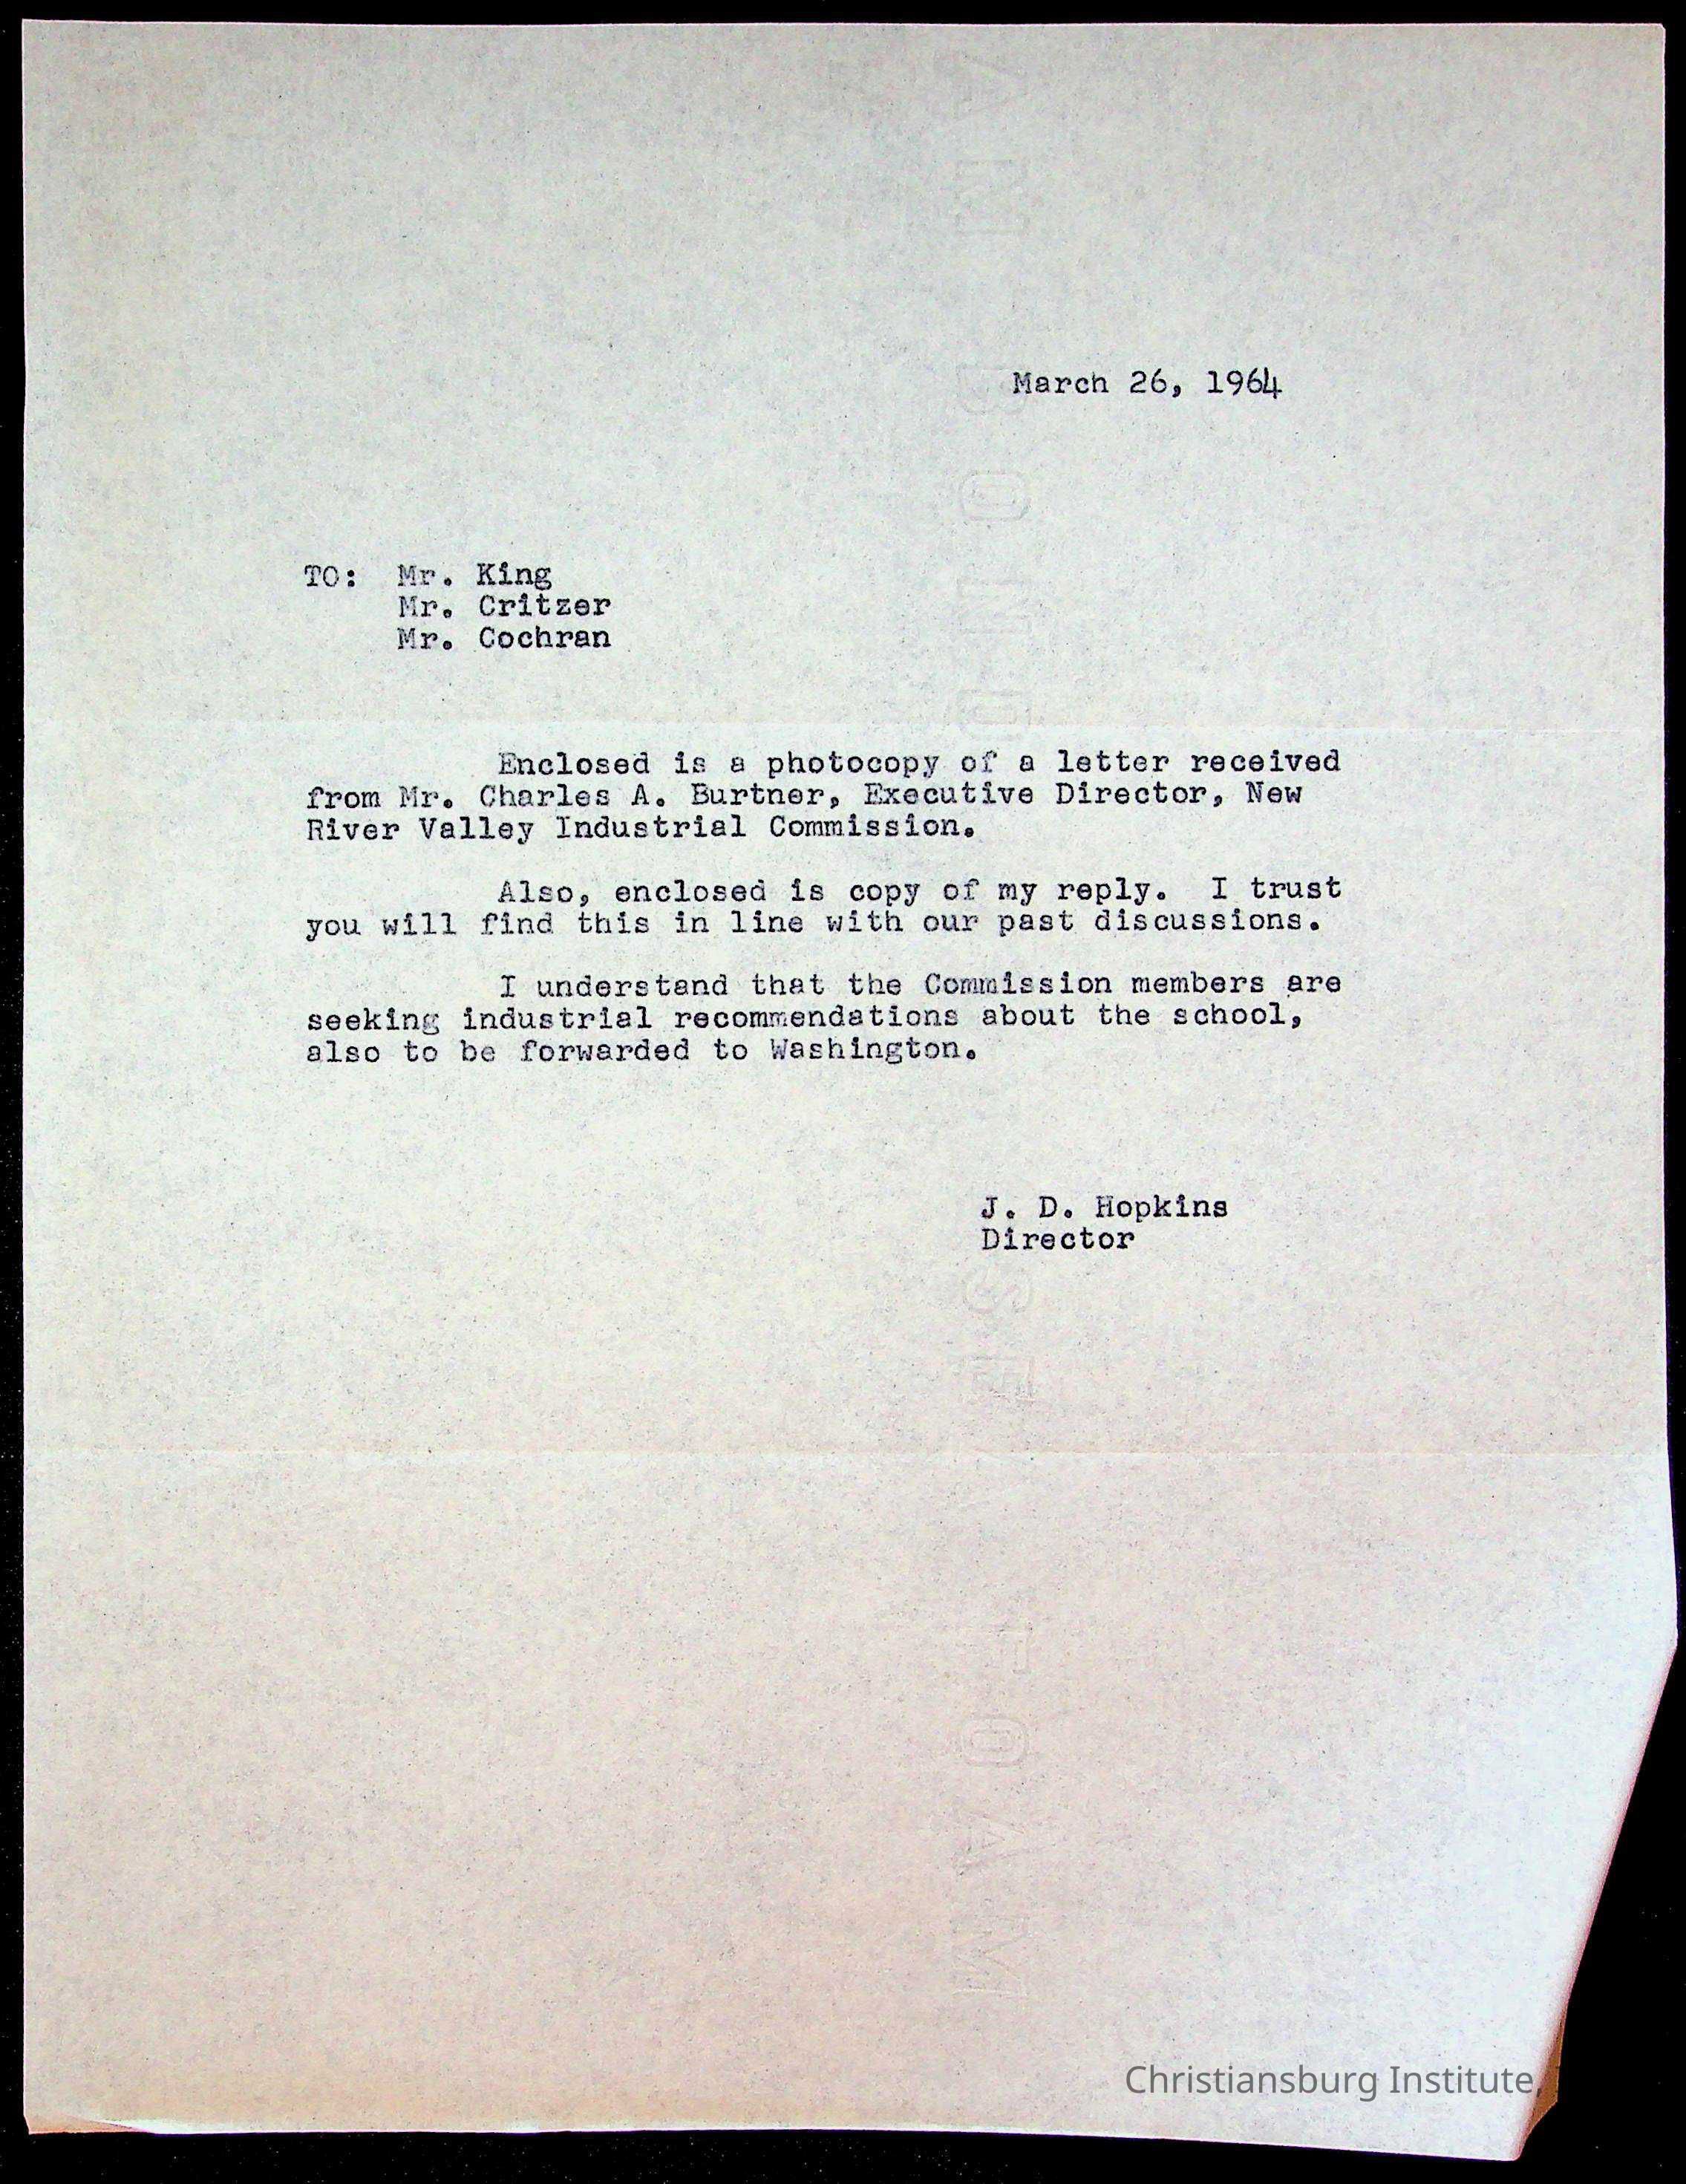 March 26, 1964
TO: Mr. King
Mr. Critzer
Mr. Cochran
Enclosed is a photocopy of a letter received
from Mr. Charles A. Burtner, Executive Director, New
River Valley Industrial Commission.
Also, enclosed is copy of my reply. I trust
you will find this in line with our past discussions.
I understand that the Commission members are
seeking industrial recommendations about the school,
also to be forwarded to Washington.
J. D. Hopkins
Director
Christiansburg Institute,